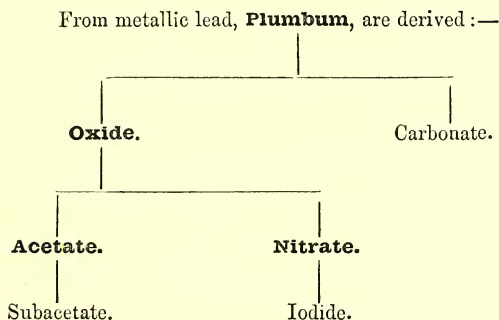 From metallic lead, Plumbum, are derived :—
Oxide. Carbonate.
Acetate. Nitrate.
Subacetate. Iodide.